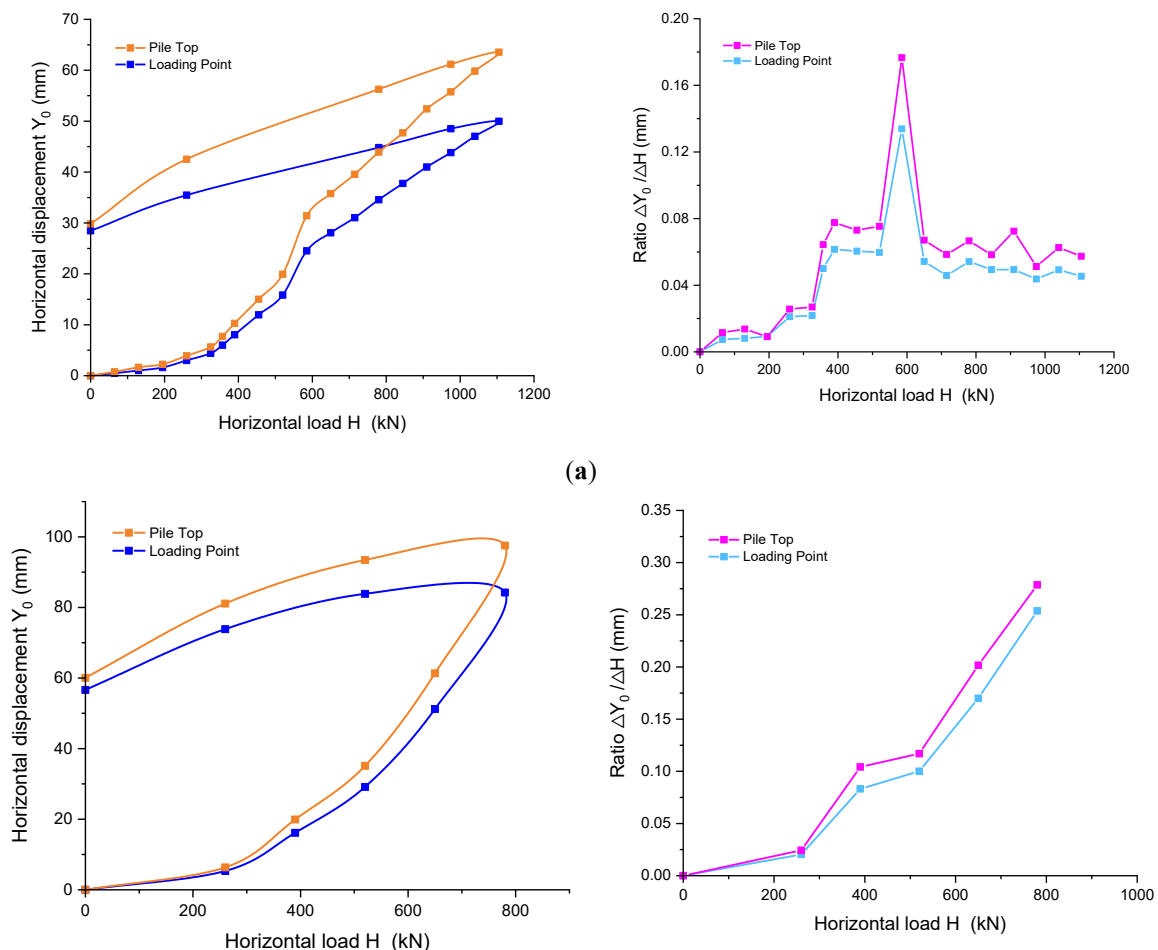 Pile Top
Loading Point
Horizontal displacement Y0 (mm)
70
60
50
40
30
20
10
0
0 200 400 600 800 1000 1200
Horizontal load H (kN)
Pile Top
Loading Point
Ratio △Y0 /△H (mm)
0.20
0.16
0.12
0.08
0.04
0.00
0 200 400 600 800 1000 1200
Horizontal load H (kN)
(a)
Pile Top
Loading Point
Horizontal displacement Y0 (mm)
100
80
60
40
20
0
0 200 400 600 800
Horizontal load H (kN)
Pile Top
Loading Point
Ratio △Y0 /△H (mm)
0.35
0.30
0.25
0.20
0.15
0.10
0.05
0.00
0 200 400 600 800 1000
Horizontal load H (kN)